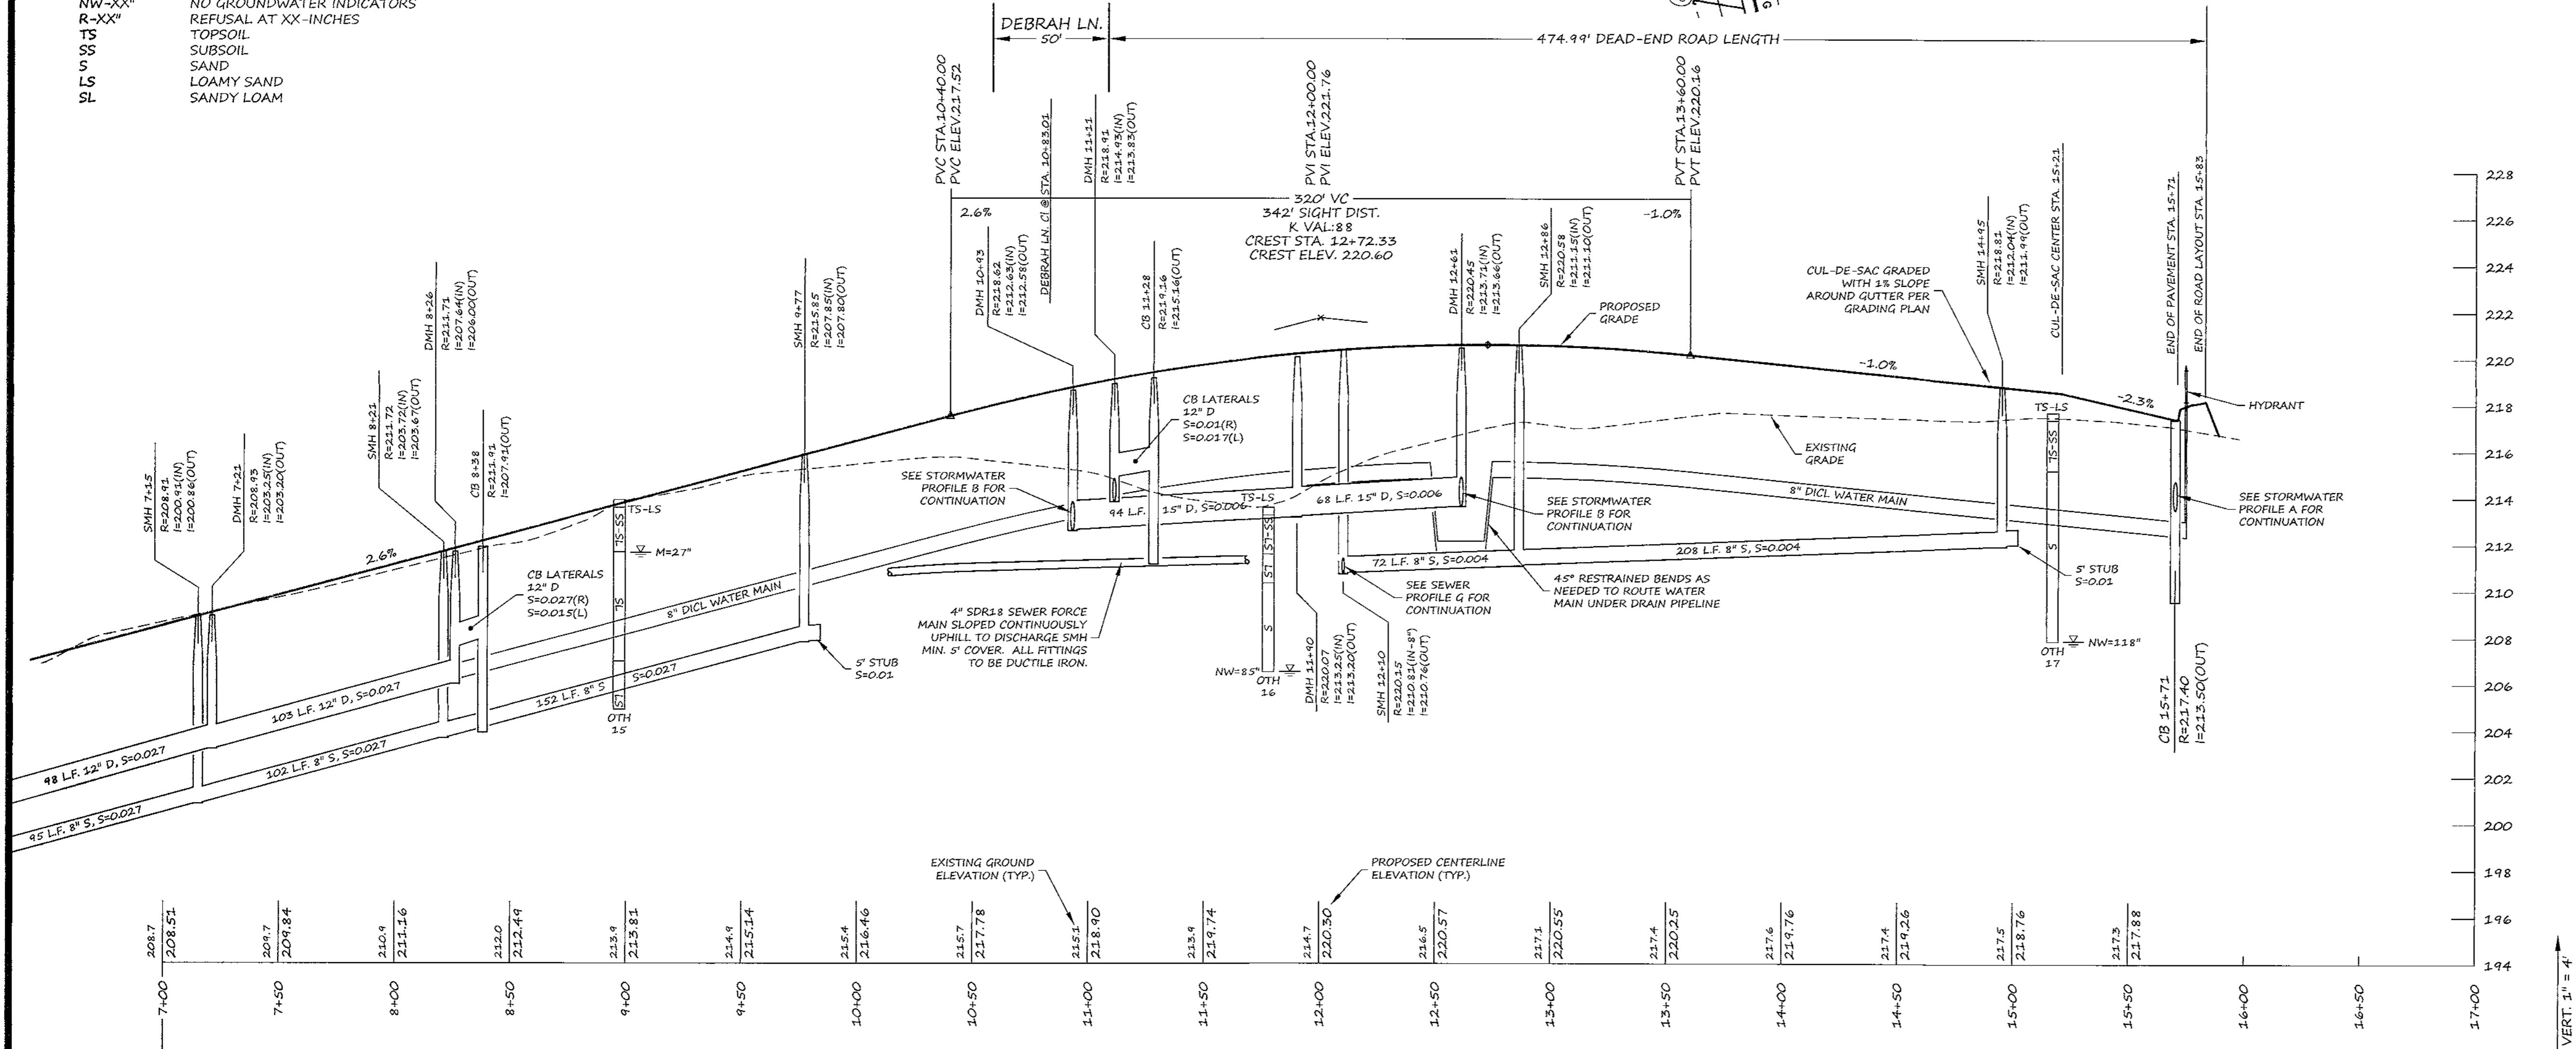 NW-XX" NO GROUNDWATER INDICATORS
R-XX" REFUSAL AT XX-INCHES
TS TOPSOIL
SS SUBSOIL
S SAND
LS LOAMY SAND
SL SANDY LOAM
DEBRAH LN.
50'
474.99' DEAD-END ROAD LENGTH
G
PVC STA.10+40.00
PVC ELEV.217.52
DEBRAH LN. Cl @ STA. 10+83.01
DMH 11+11
R=218.91
I=214.93(IN)
I=213.83(OUT)
PVI STA.12+00.00
PVI ELEV.221.76
PVT STA.13+60.00
PVT ELEV.220.16
2.6%
320' VC
342' SIGHT DIST.
K VAL:88
CREST STA. 12+72.33
CREST ELEV. 220.60
-1.0%
SMH 7+15
R=208.91
I=200.91(IN)
I=200.86(OUT)
DMH 7+21
R=208.93
I=203.25(IN)
I=203.20(OUT)
SMH 8+21
R=211.72
I=203.72(IN)
I=203.67(OUT)
DMH 8+26
R=211.71
I=207.64(IN)
I=206.00(OUT)
CB 8+38
R=211.91
I=207.91(OUT)
SMH 9+77
R=215.85
I=207.85(IN)
I=207.80(OUT)
DMH 10+93
R=218.62
I=212.63(IN)
I=212.58(OUT)
CB 11+28
R=219.16
I=215.16(OUT)
DMH 12+61
R=220.45
I=213.71(IN)
I=213.66(OUT)
SMH 12+86
R=220.58
I=211.15(IN)
I=211.10(OUT)
PROPOSED
GRADE
CUL-DE-SAC GRADED
WITH 1% SLOPE
AROUND GUTTER PER
GRADING PLAN
SMH 14+95
R=218.81
I=212.04(IN)
I=211.99(OUT)
CUL-DE-SAC CENTER STA. 15+21
END OF PAVEMENT STA. 15+71
END OF ROAD LAYOUT STA. 15+83
228
226
224
222
220
218
216
214
212
210
208
206
204
202
200
198
196
194
-1.0%
-2.3%
HYDRANT
EXISTING
GRADE
TS-LS
SL-SS
S
OTH
17
NW=118"
SEE STORMWATER
PROFILE A FOR
CONTINUATION
CB 15+71
R=217.40
I=213.50(OUT)
5' STUB
S=0.01
8" DICL WATER MAIN
208 L.F. 8" S, S=0.004
72 L.F. 8" S, S=0.004
68 L.F. 15" D, S=0.006
94 L.F. 15" D, S=0.006
SEE STORMWATER
PROFILE B FOR
CONTINUATION
45° RESTRAINED BENDS AS
NEEDED TO ROUTE WATER
MAIN UNDER DRAIN PIPELINE
SEE SEWER
PROFILE G FOR
CONTINUATION
CB LATERALS
12" D
S=0.01(R)
S=0.017(L)
SEE STORMWATER
PROFILE B FOR
CONTINUATION
TS-LS
LS-SS
LS
S
NW=85"
OTH
16
DMH 11+90
R=220.07
I=213.25(IN)
I=213.20(OUT)
SMH 12+10
R=220.15
I=210.81(IN-8")
I=210.76(OUT)
4" SDR18 SEWER FORCE
MAIN SLOPED CONTINUOUSLY
UPHILL TO DISCHARGE SMH
MIN. 5' COVER. ALL FITTINGS
TO BE DUCTILE IRON.
2.6%
TS-LS
SL-SS
M=27"
SL
LS
OTH
15
CB LATERALS
12" D
S=0.027(R)
S=0.015(L)
8" DICL WATER MAIN
5' STUB
S=0.01
98 L.F. 12" D, S=0.027
103 L.F. 12" D, S=0.027
95 L.F. 8" S, S=0.027
102 L.F. 8" S, S=0.027
152 L.F. 8" S S=0.027
EXISTING GROUND
ELEVATION (TYP.)
PROPOSED CENTERLINE
ELEVATION (TYP.)
208.7 208.51
209.7 209.84
210.9 211.16
212.0 212.49
213.9 213.81
214.9 215.14
215.4 216.46
215.7 217.78
215.1 218.90
213.9 219.74
214.7 220.30
216.5 220.57
217.1 220.55
217.4 220.25
217.6 219.76
217.4 219.26
217.5 218.76
217.3 217.88
7+00 7+50 8+00 8+50 9+00 9+50 10+00 10+50 11+00 11+50 12+00 12+50 13+00 13+50 14+00 14+50 15+00 15+50 16+00 16+50 17+00
VERT. 1" = 4'